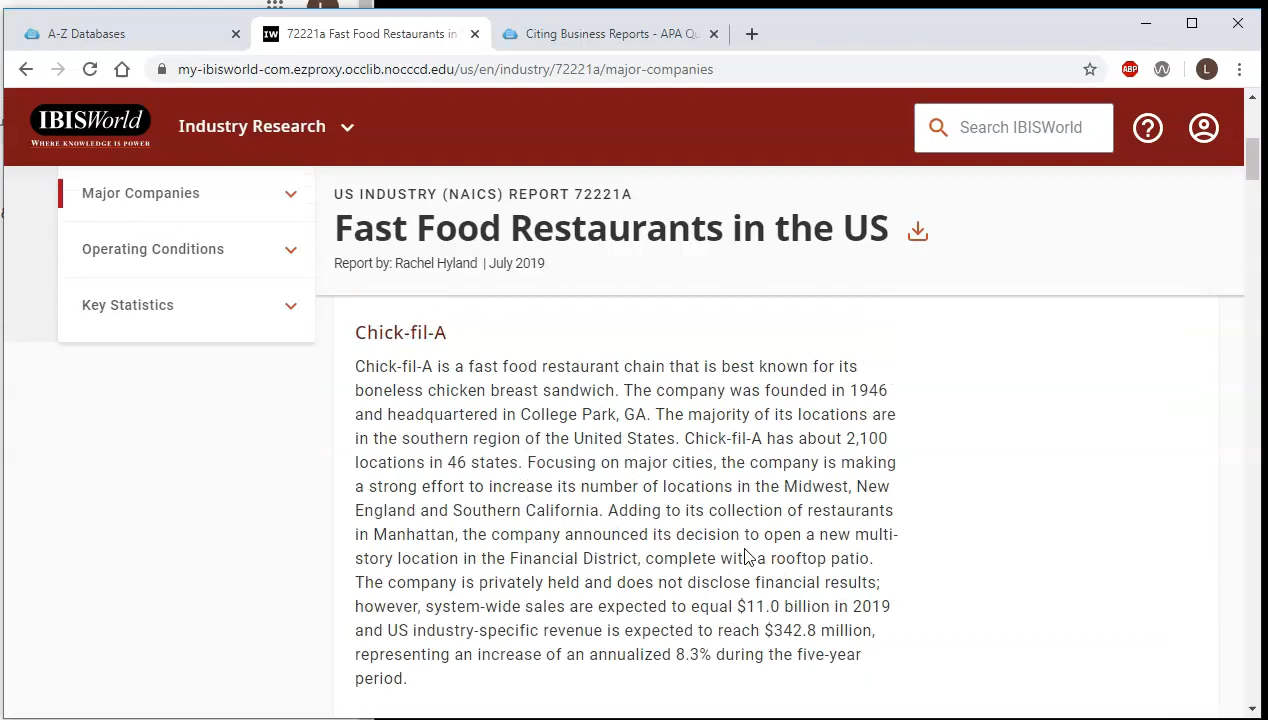 A-Z Databases
IW 72221a Fast Food Restaurants in
Citing Business Reports - APA Qu
my-ibisworld-com.ezproxy.occlib.nocccd.edu/us/en/industry/72221a/major-companies
ABP
L
IBISWorld
WHERE KNOWLEDGE IS POWER
Industry Research
Search IBISWorld
Major Companies
Operating Conditions
Key Statistics
US INDUSTRY (NAICS) REPORT 72221A
Fast Food Restaurants in the US
Report by: Rachel Hyland | July 2019
Chick-fil-A
Chick-fil-A is a fast food restaurant chain that is best known for its
boneless chicken breast sandwich. The company was founded in 1946
and headquartered in College Park, GA. The majority of its locations are
in the southern region of the United States. Chick-fil-A has about 2,100
locations in 46 states. Focusing on major cities, the company is making
a strong effort to increase its number of locations in the Midwest, New
England and Southern California. Adding to its collection of restaurants
in Manhattan, the company announced its decision to open a new multi-
story location in the Financial District, complete with a rooftop patio.
The company is privately held and does not disclose financial results;
however, system-wide sales are expected to equal $11.0 billion in 2019
and US industry-specific revenue is expected to reach $342.8 million,
representing an increase of an annualized 8.3% during the five-year
period.